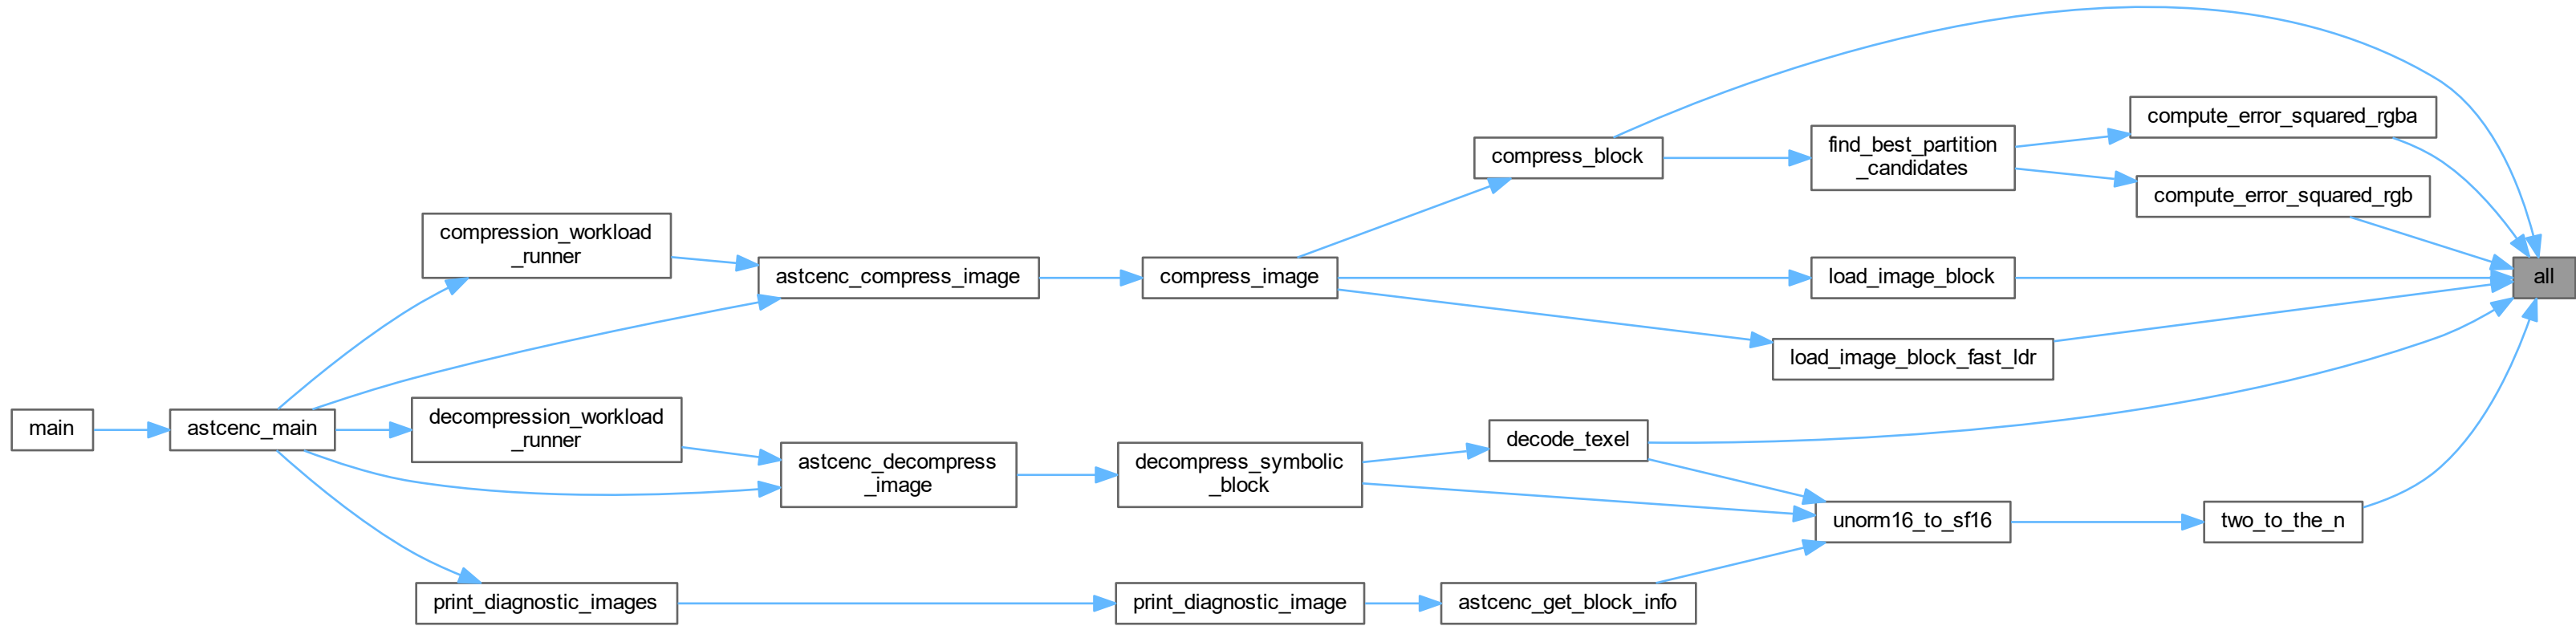 compute_error_squared_rgba
find_best_partition
_candidates
compress_block
compute_error_squared_rgb
compression_workload
_runner
astcenc_compress_image
compress_image
load_image_block
all
load_image_block_fast_ldr
main
astcenc_main
decompression_workload
_runner
astcenc_decompress
_image
decompress_symbolic
_block
decode_texel
unorm16_to_sf16
two_to_the_n
print_diagnostic_images
print_diagnostic_image
astcenc_get_block_info